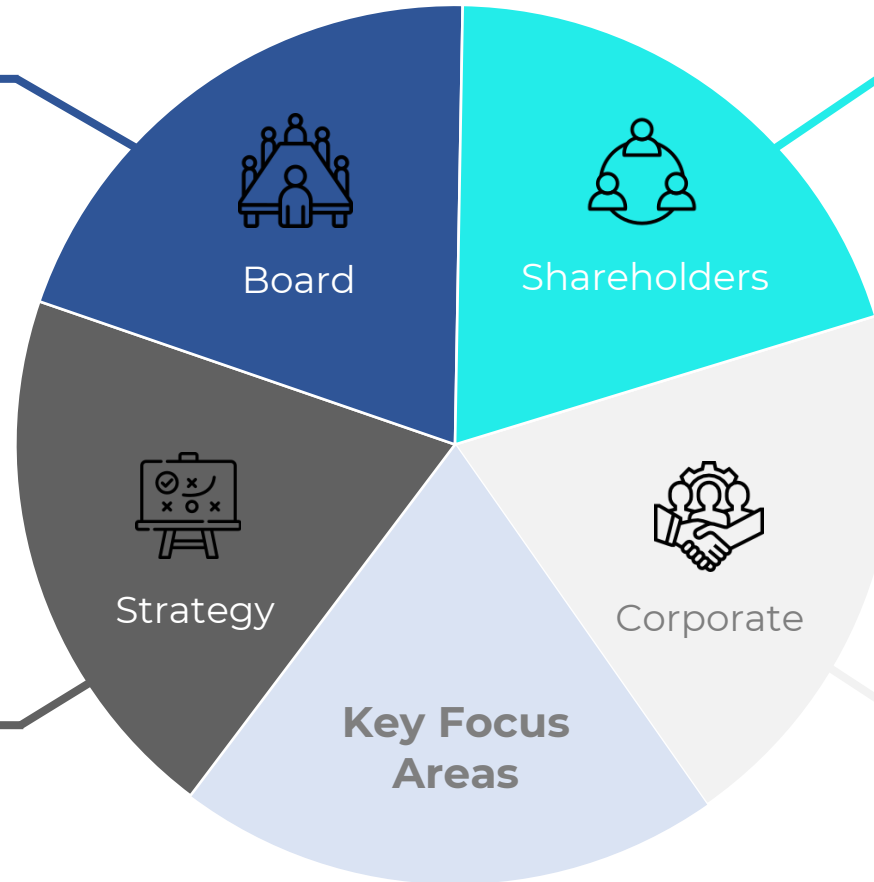 Board
Shareholders
Strategy
Corporate
Key Focus
Areas